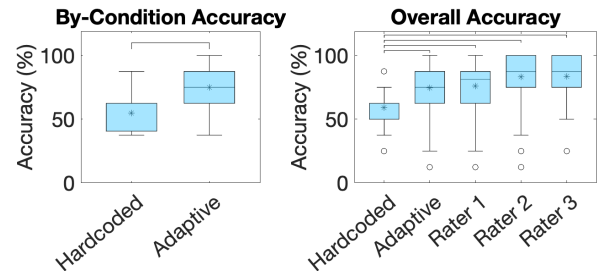 By-Condition Accuracy
Accuracy (%)
100
50
0
Hardcoded
Adaptive
Overall Accuracy
Accuracy (%)
100
50
0
Hardcoded
Adaptive
Rater 1
Rater 2
Rater 3